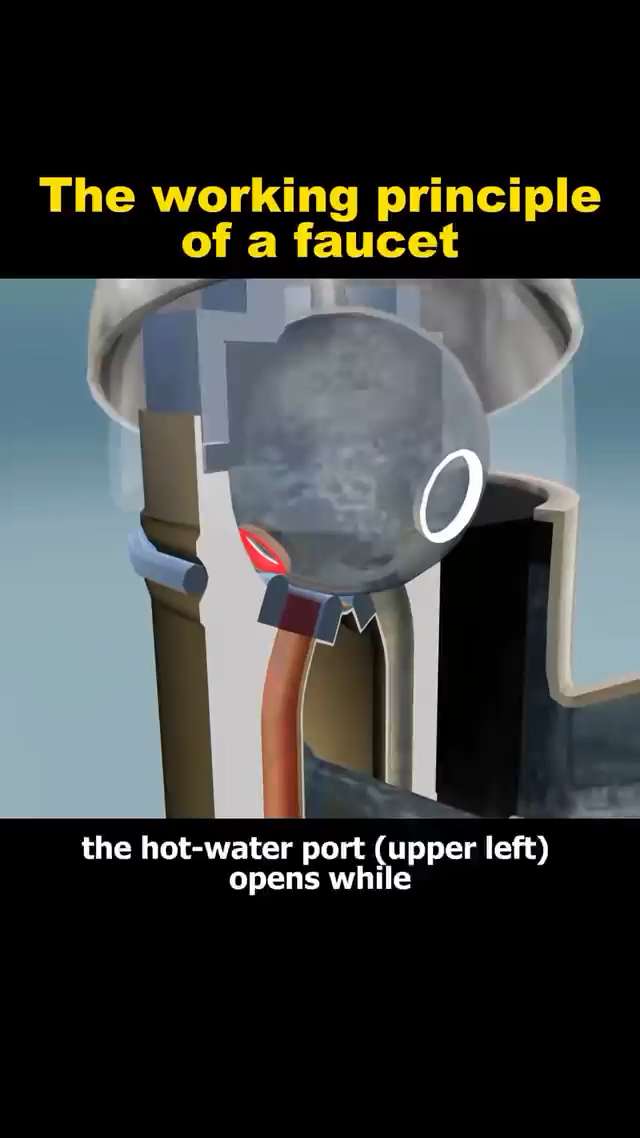 The working principle
of a faucet
the hot-water port (upper left)
opens while